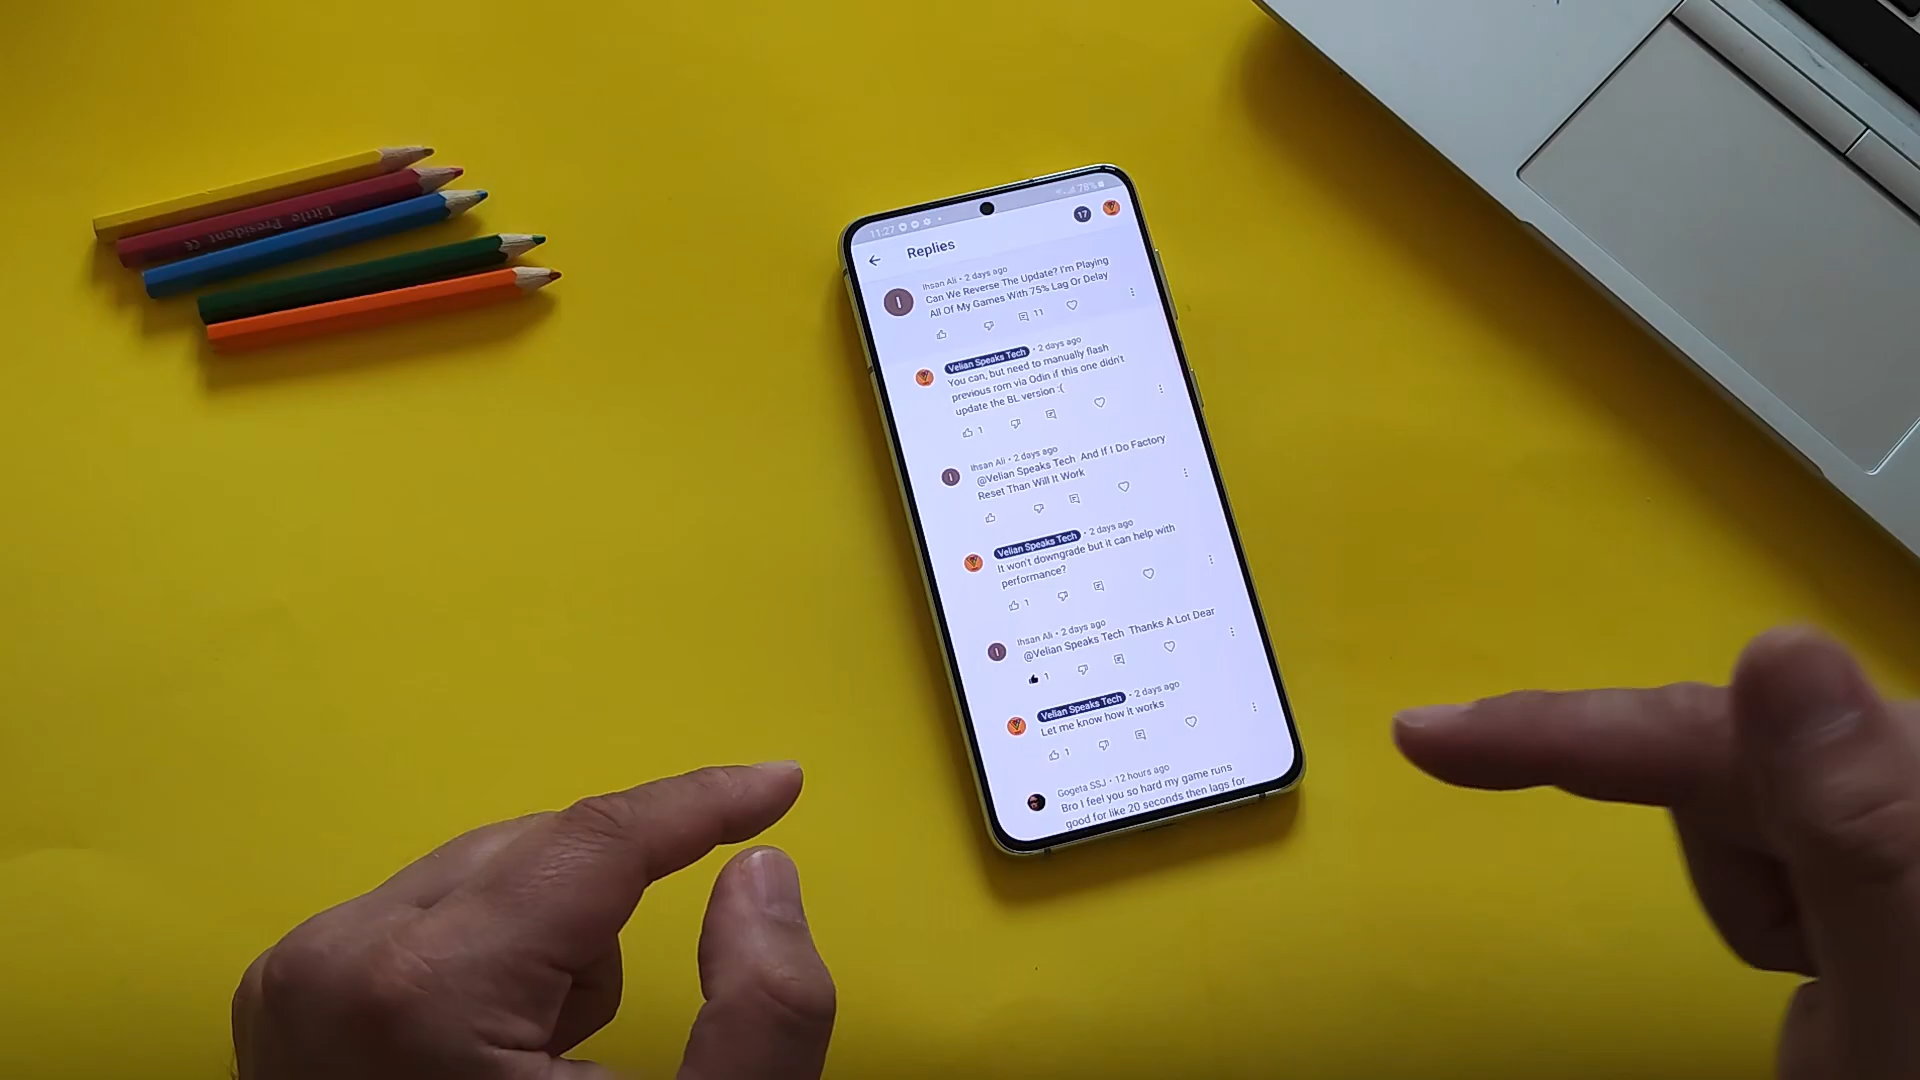 Little President
CE
11:27
76%
Replies
17
Ihsan Ali • 2 days ago
Can We Reverse The Update? I'm Playing
All Of My Games With 75% Lag Or Delay
11
Velian Speaks Tech • 2 days ago
You can, but need to manually flash
previous rom via Odin if this one didn't
update the BL version :(
1
Ihsan Ali • 2 days ago
@Velian Speaks Tech And If I Do Factory
Reset Than Will It Work
Velian Speaks Tech • 2 days ago
It won't downgrade but it can help with
performance?
1
Ihsan Ali • 2 days ago
@Velian Speaks Tech Thanks A Lot Dear
1
Velian Speaks Tech • 2 days ago
Let me know how it works
1
Gogeta SSJ • 12 hours ago
Bro I feel you so hard my game runs
good for like 20 seconds then lags for